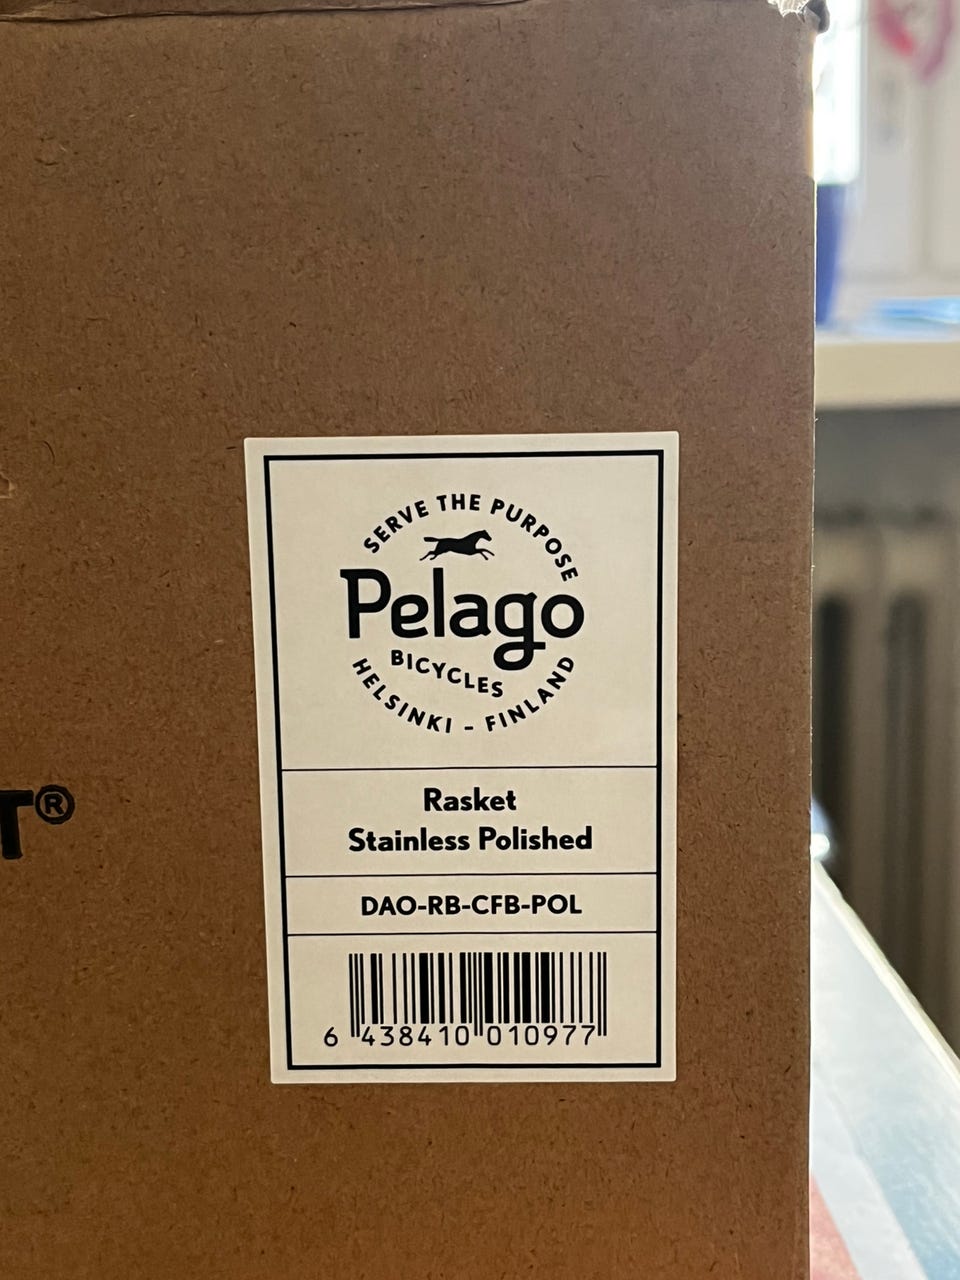 SERVE THE PURPOSE
Pelago
BICYCLES
HELSINKI - FINLAND
T®
Rasket
Stainless Polished
DAO-RB-CFB-POL
6 438410 010977